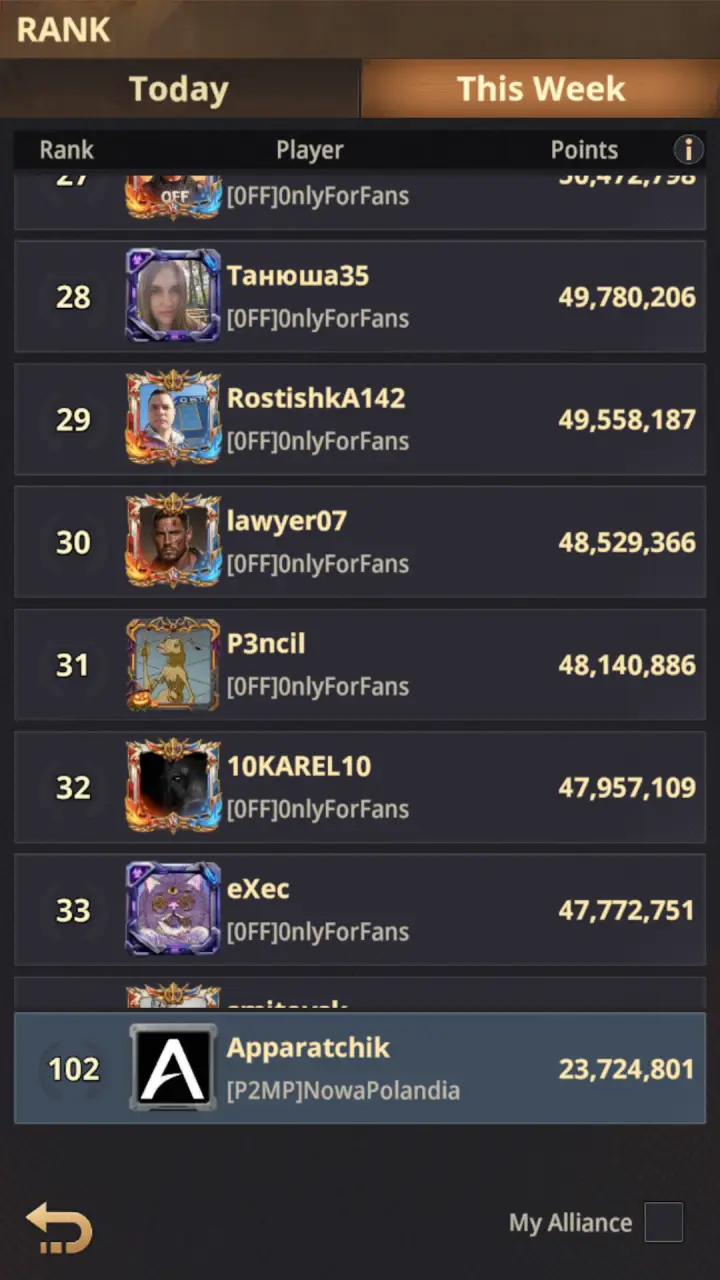 RANK
Today
This Week
Rank
Player
Points
27
[0FF]0nlyForFans
28
Танюша35
[0FF]0nlyForFans
49,780,206
29
RostishkA142
[0FF]0nlyForFans
49,558,187
30
lawyer07
[0FF]0nlyForFans
48,529,366
31
P3ncil
[0FF]0nlyForFans
48,140,886
32
10KAREL10
[0FF]0nlyForFans
47,957,109
33
eXec
[0FF]0nlyForFans
47,772,751
102
Apparatchik
[P2MP]NowaPolandia
23,724,801
My Alliance